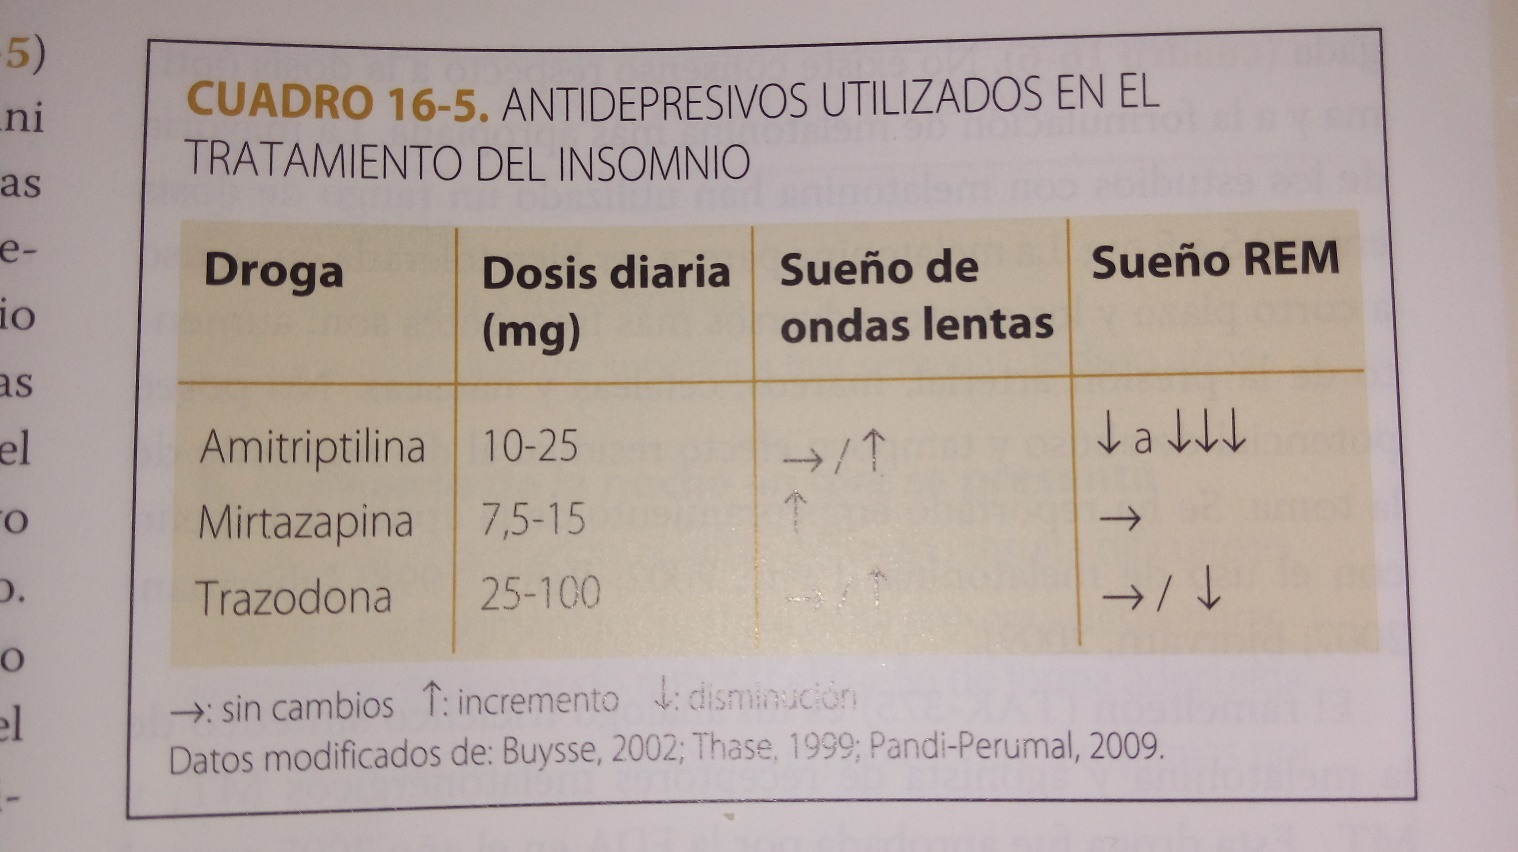 -5)
ni
as
e-
io
as
el
o
o.
o
el
i-
CUADRO 16-5. ANTIDEPRESIVOS UTILIZADOS EN EL
TRATAMIENTO DEL INSOMNIO
Droga Dosis diaria (mg) Sueño de ondas lentas Sueño REM
Amitriptilina 10-25 →/↑ ↓ a ↓↓↓
Mirtazapina 7,5-15 ↑ →
Trazodona 25-100 →/↑ →/ ↓
→: sin cambios ↑: incremento ↓: disminución
Datos modificados de: Buysse, 2002; Thase, 1999; Pandi-Perumal, 2009.